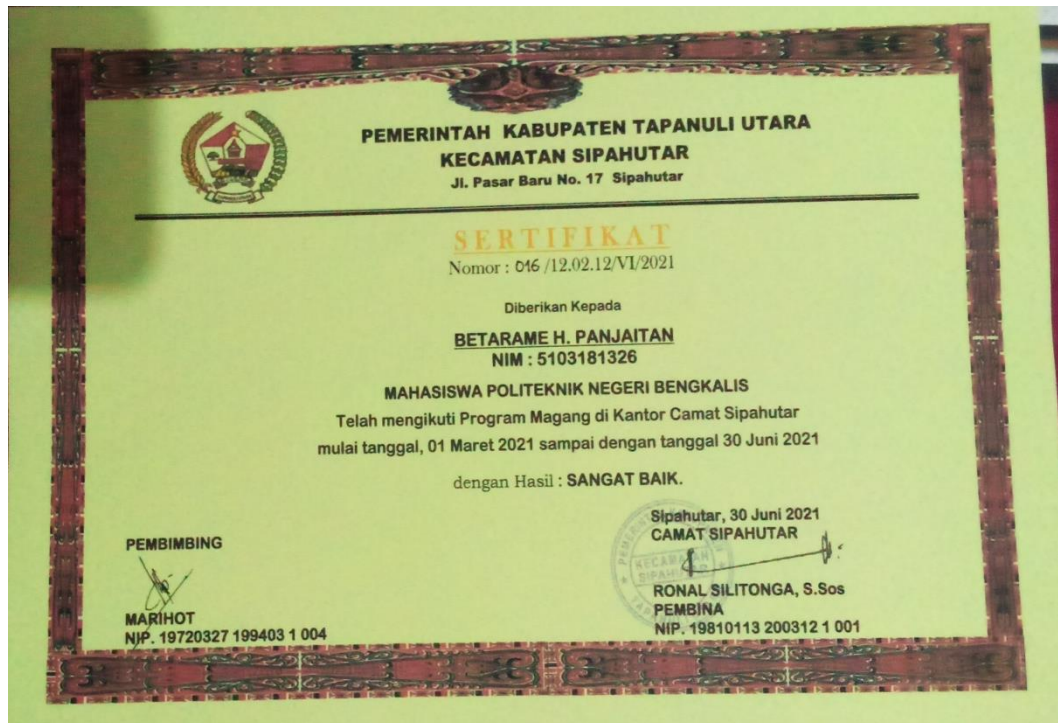 PEMERINTAH KABUPATEN TAPANULI UTARA
KECAMATAN SIPAHUTAR
Jl. Pasar Baru No. 17 Sipahutar
SERTIFIKAT
Nomor : 016 /12.02.12/VI/2021
Diberikan Kepada
BETARAME H. PANJAITAN
NIM : 5103181326
MAHASISWA POLITEKNIK NEGERI BENGKALIS
Telah mengikuti Program Magang di Kantor Camat Sipahutar
mulai tanggal, 01 Maret 2021 sampai dengan tanggal 30 Juni 2021
dengan Hasil : SANGAT BAIK.
PEMBIMBING
MARIHOT
NIP. 19720327 199403 1 004
Sipahutar, 30 Juni 2021
CAMAT SIPAHUTAR
KECAMATAN
SIPAHUTAR
RONAL SILITONGA, S.Sos
PEMBINA
NIP. 19810113 200312 1 001